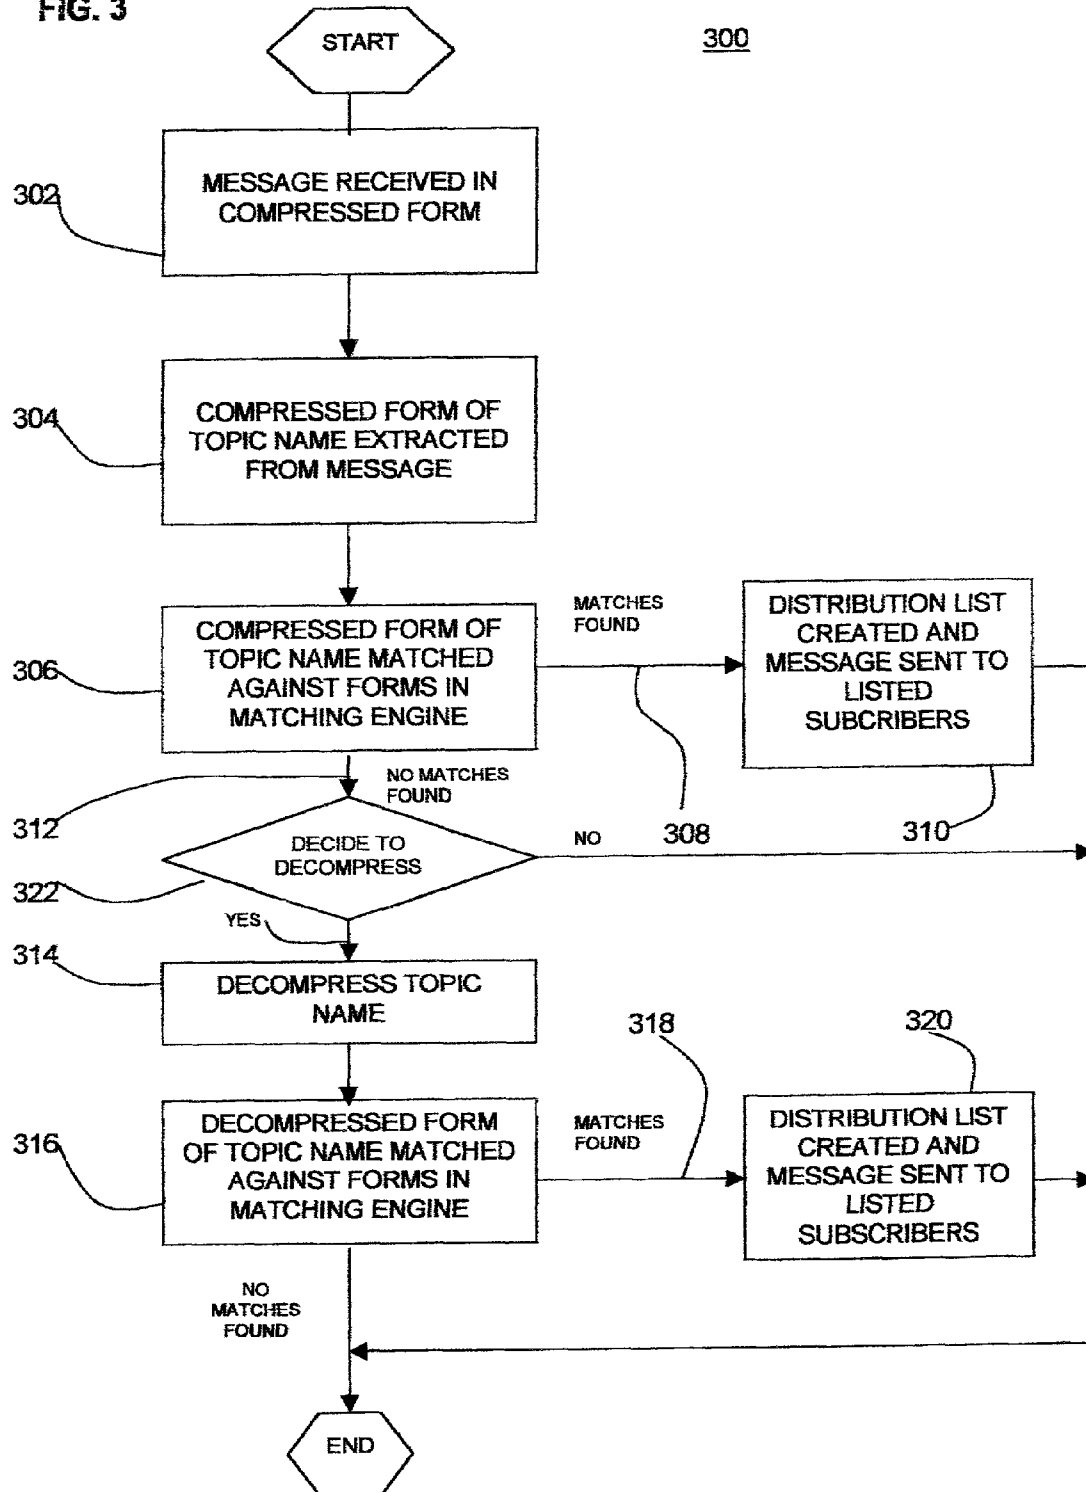 FIG. 3
START
300
302
MESSAGE RECEIVED IN
COMPRESSED FORM
304
COMPRESSED FORM OF
TOPIC NAME EXTRACTED
FROM MESSAGE
306
COMPRESSED FORM OF
TOPIC NAME MATCHED
AGAINST FORMS IN
MATCHING ENGINE
MATCHES
FOUND
308
DISTRIBUTION LIST
CREATED AND
MESSAGE SENT TO
LISTED
SUBCRIBERS
310
312
NO MATCHES
FOUND
DECIDE TO
DECOMPRESS
NO
322
YES
314
DECOMPRESS TOPIC
NAME
316
DECOMPRESSED FORM
OF TOPIC NAME MATCHED
AGAINST FORMS IN
MATCHING ENGINE
MATCHES
FOUND
318
320
DISTRIBUTION LIST
CREATED AND
MESSAGE SENT TO
LISTED
SUBSCRIBERS
NO
MATCHES
FOUND
END